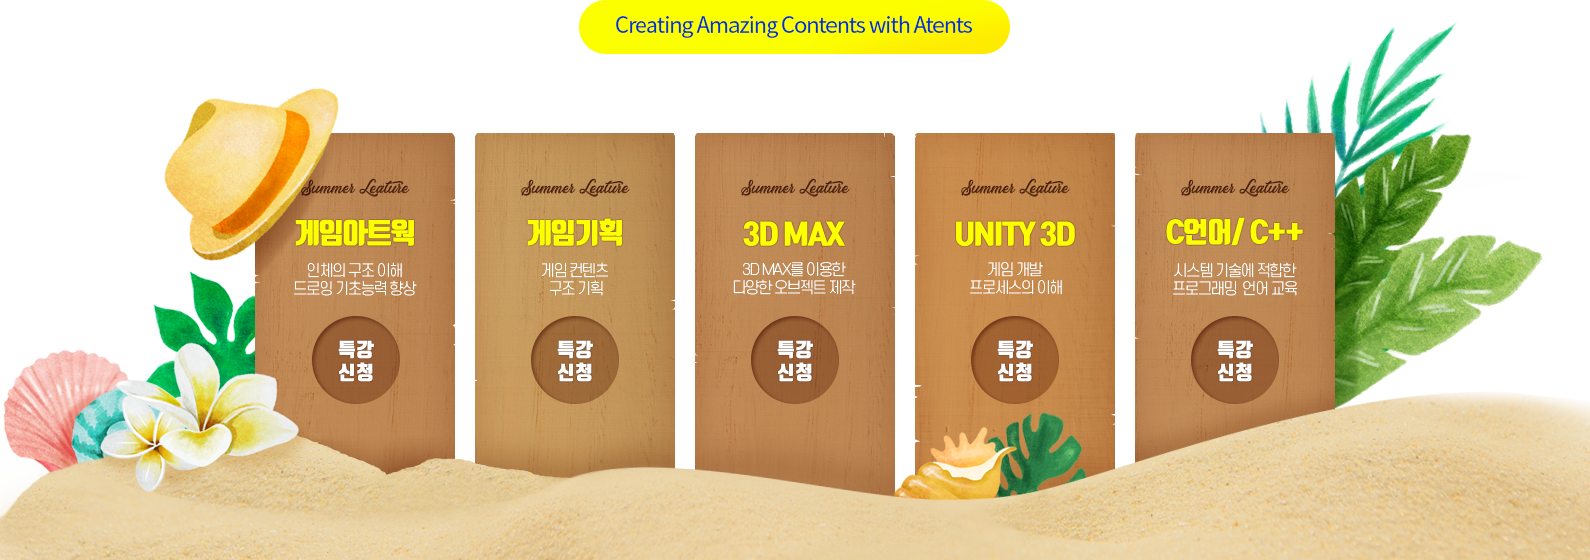 Creating Amazing Contents with Atents
Summer Leature
게임아트웍
인체의 구조 이해
드로잉 기초능력 향상
특강
신청
Summer Leature
게임기획
게임 컨텐츠
구조 기획
특강
신청
Summer Leature
3D MAX
3D MAX를 이용한
다양한 오브젝트 제작
특강
신청
Summer Leature
UNITY 3D
게임 개발
프로세스의 이해
특강
신청
Summer Leature
C언어/ C++
시스템 기술에 적합한
프로그래밍 언어 교육
특강
신청